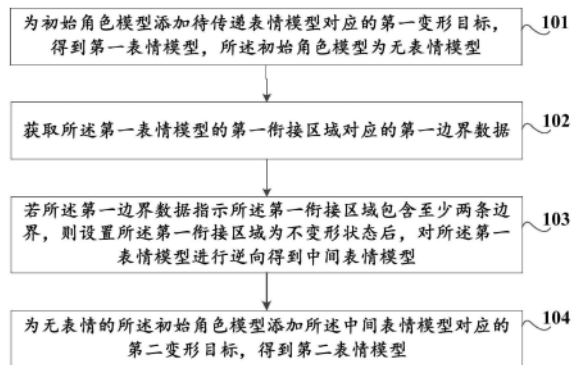 为初始角色模型添加待传递表情模型对应的第一变形目标，
得到第一表情模型，所述初始角色模型为无表情模型
101
获取所述第一表情模型的第一衔接区域对应的第一边界数据
102
若所述第一边界数据指示所述第一衔接区域包含至少两条边
界，则设置所述第一衔接区域为不变形状态后，对所述第一
表情模型进行逆向得到中间表情模型
103
为无表情的所述初始角色模型添加所述中间表情模型对应的
第二变形目标，得到第二表情模型
104